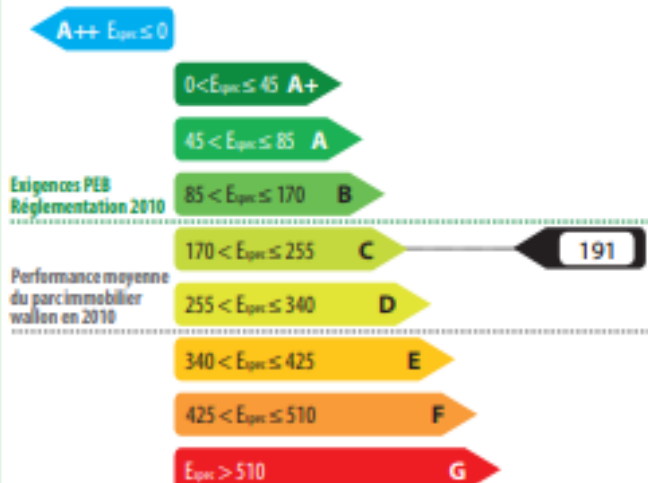 A++ Espec ≤ 0
0 < Espec ≤ 45 A+
45 < Espec ≤ 85 A
Exigences PEB
Réglementation 2010
85 < Espec ≤ 170 B
170 < Espec ≤ 255 C
191
Performance moyenne
du parc immobilier
wallon en 2010
255 < Espec ≤ 340 D
340 < Espec ≤ 425 E
425 < Espec ≤ 510 F
Espec > 510 G